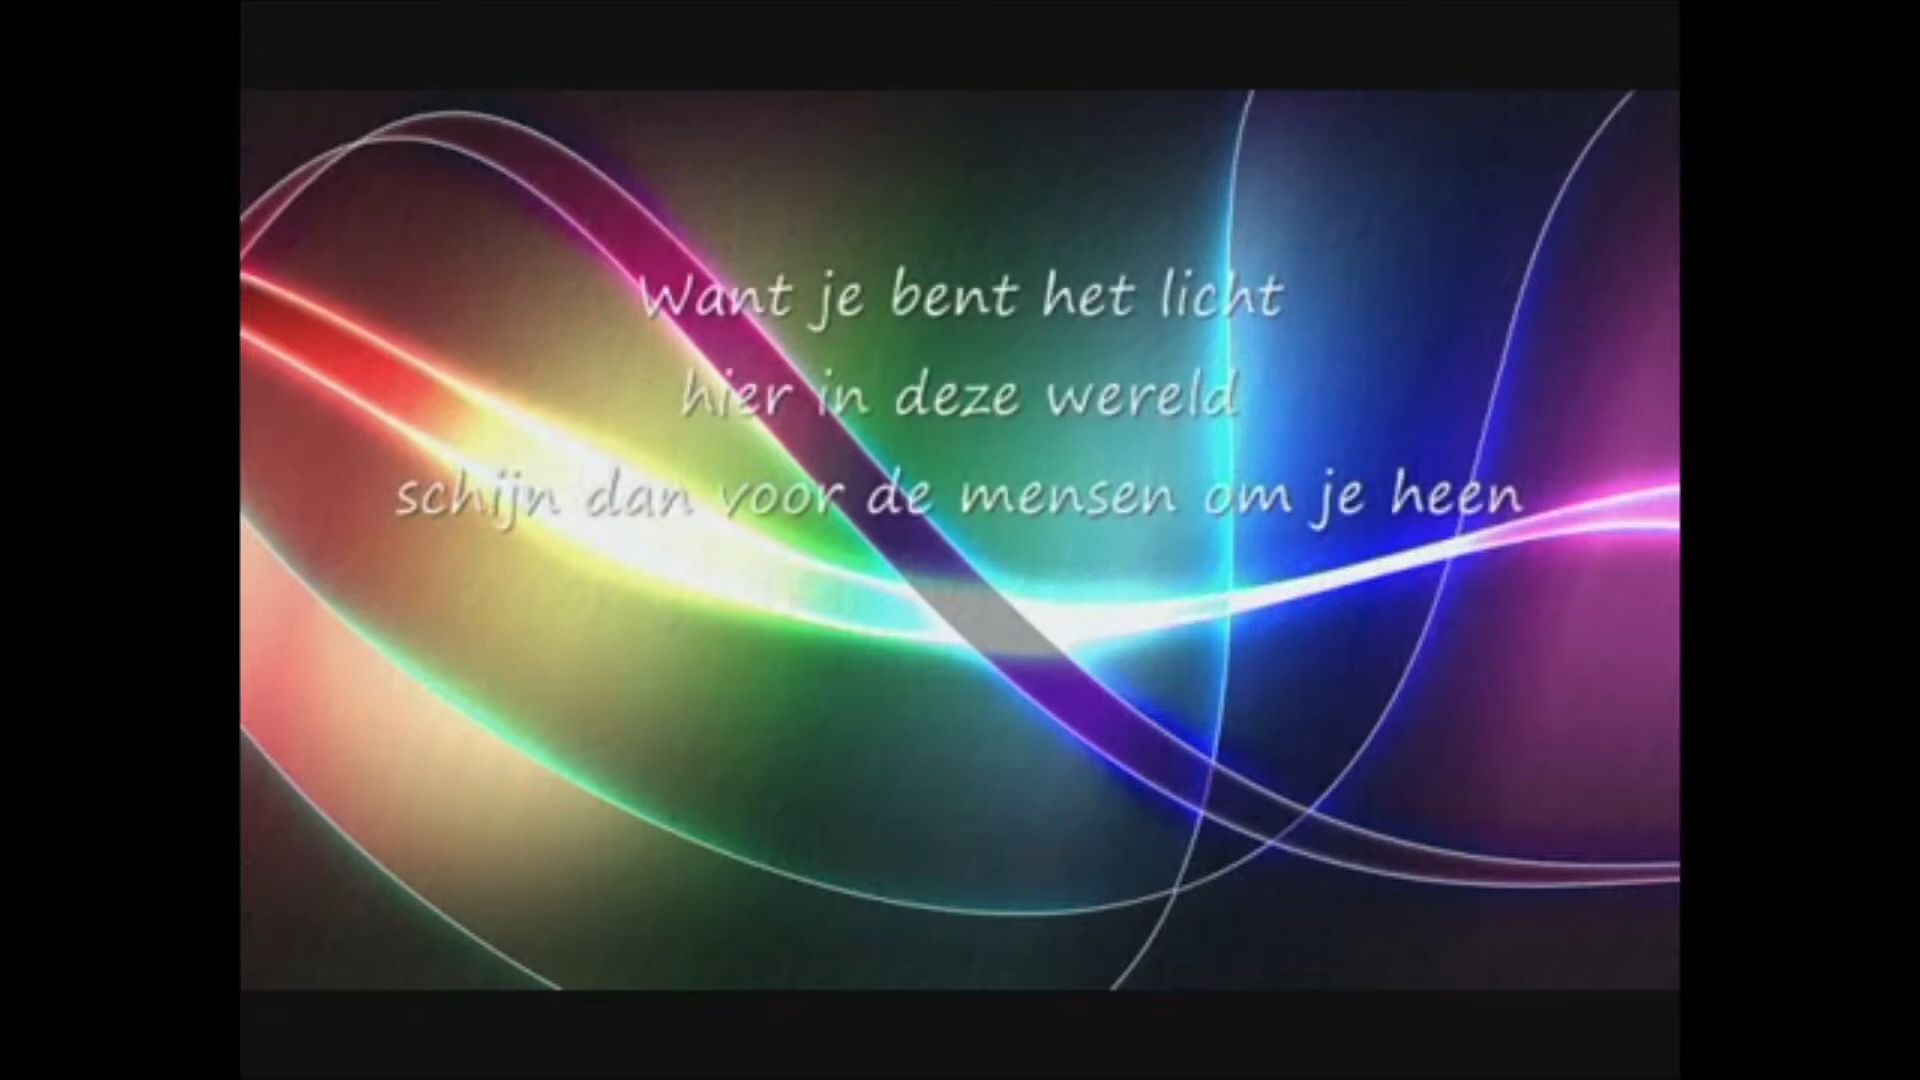 Want je bent het licht
hier in deze wereld
schijn dan voor de mensen om je heen